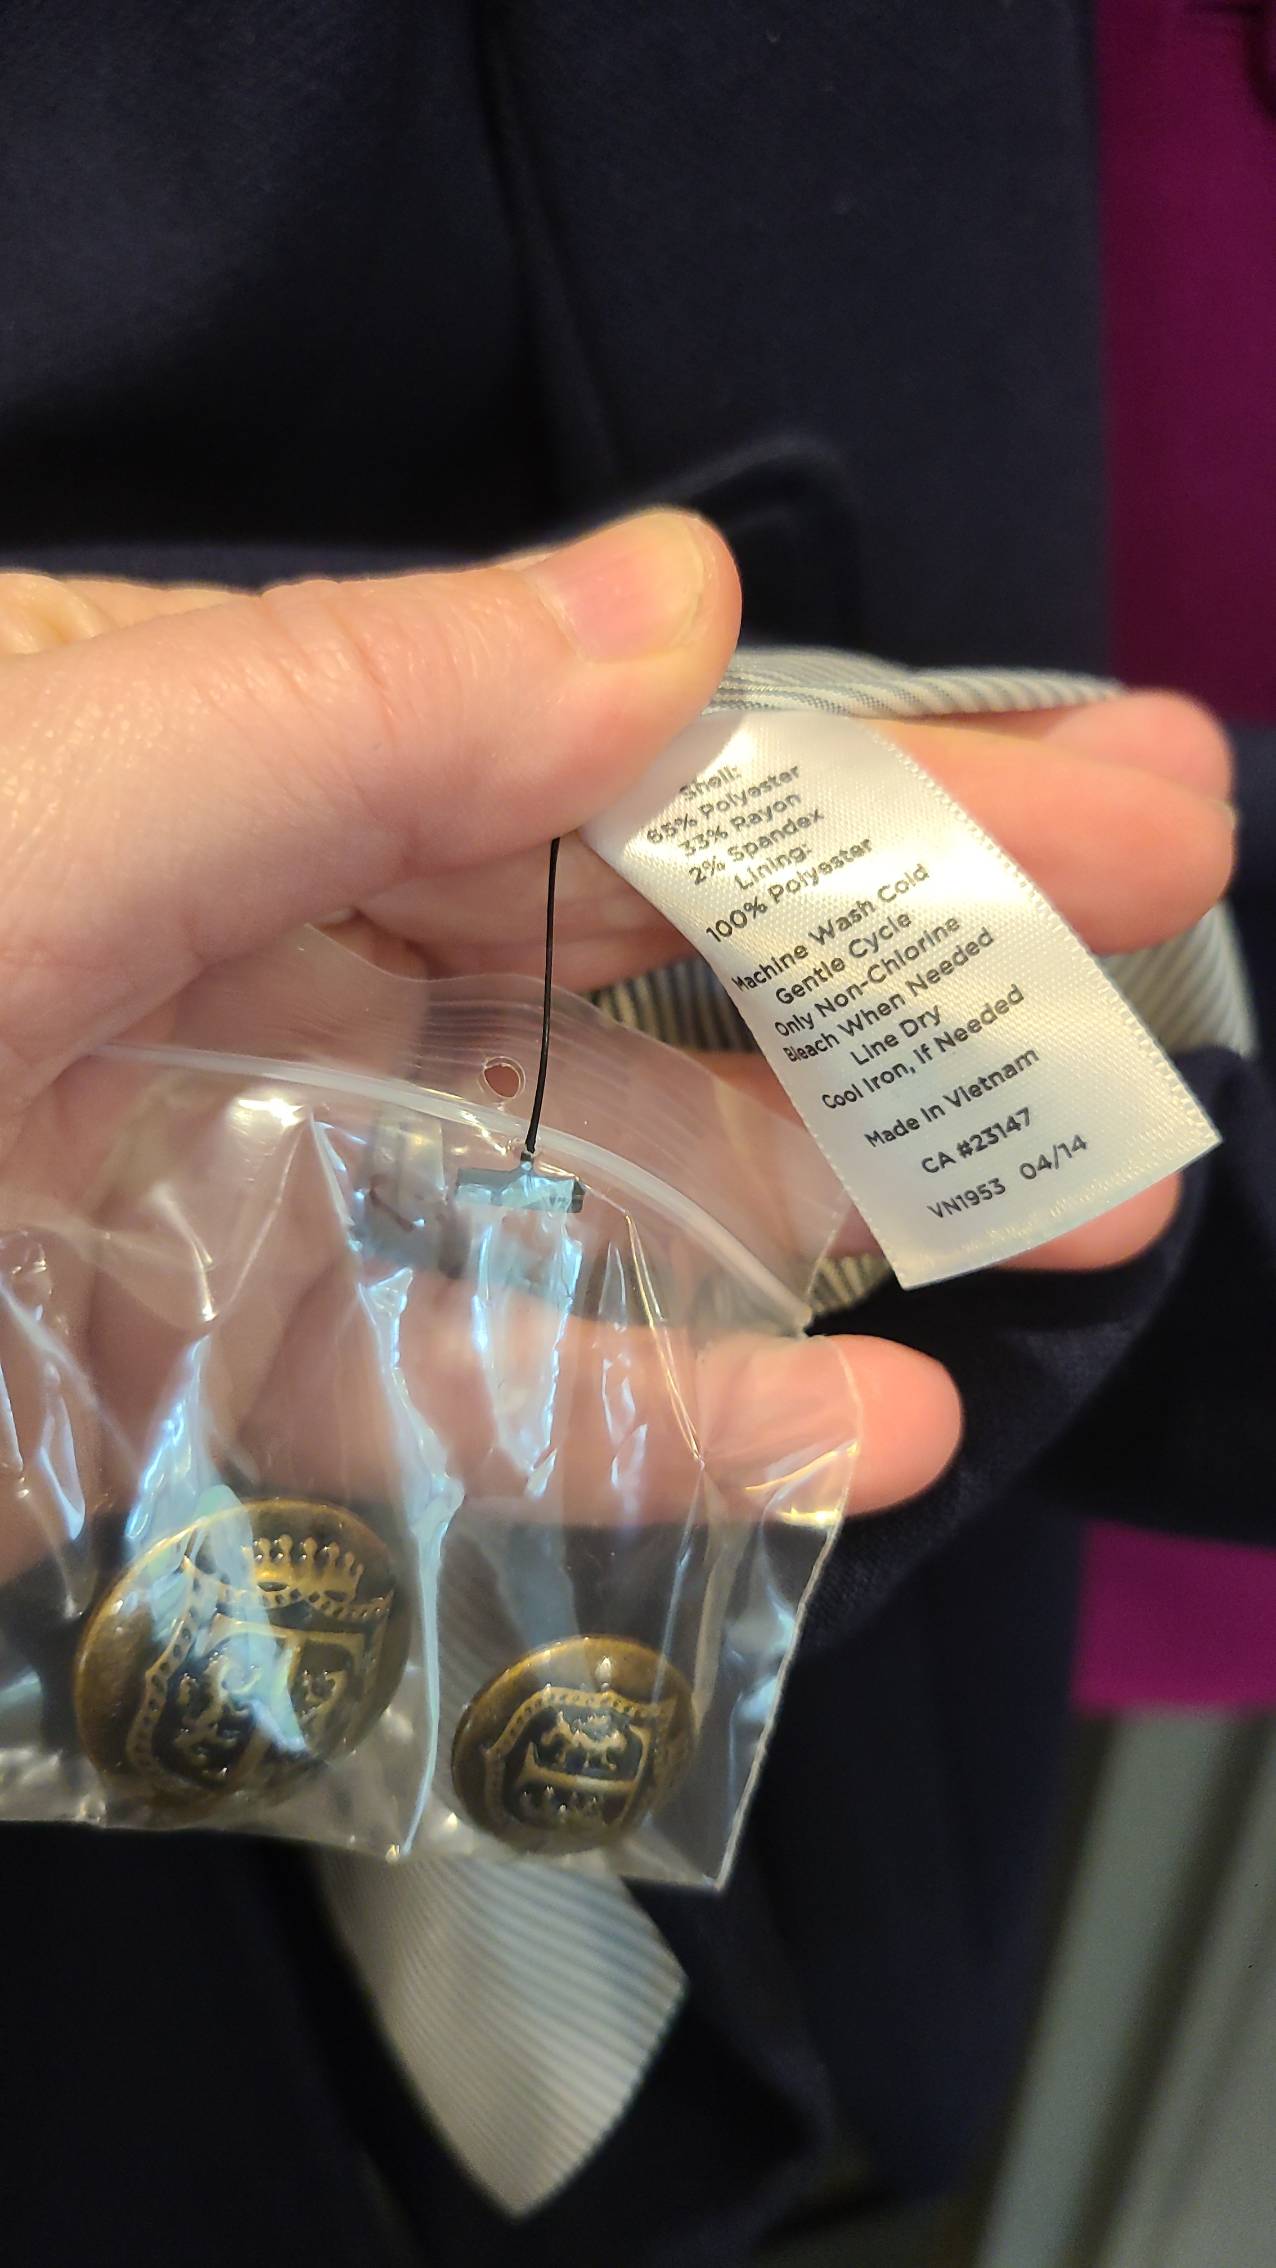 Shell:
65% Polyester
33% Rayon
2% Spandex
Lining:
100% Polyester
Machine Wash Cold
Gentle Cycle
Only Non-Chlorine
Bleach When Needed
Line Dry
Cool Iron, If Needed
Made In Vietnam
CA #23147
VN1953 04/14